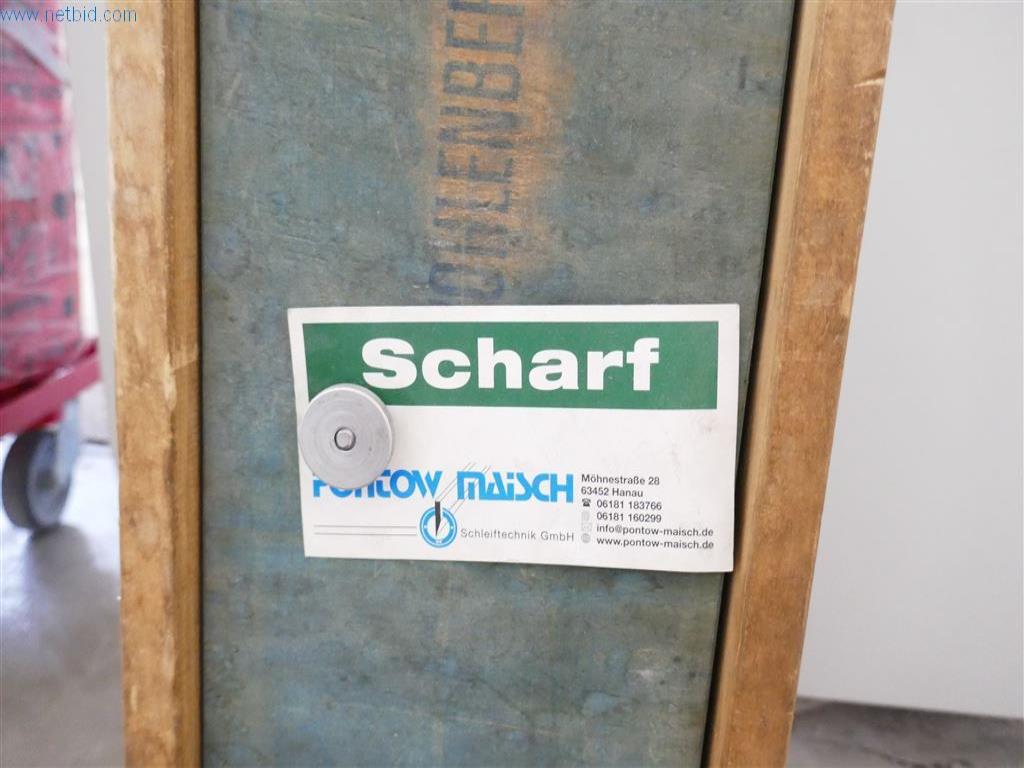 www.netbid.com
OHLENBE
Scharf
PONTOW MAISCH
Schleiftechnik GmbH
Möhnestraße 28
63452 Hanau
06181 183766
06181 160299
info@pontow-maisch.de
www.pontow-maisch.de